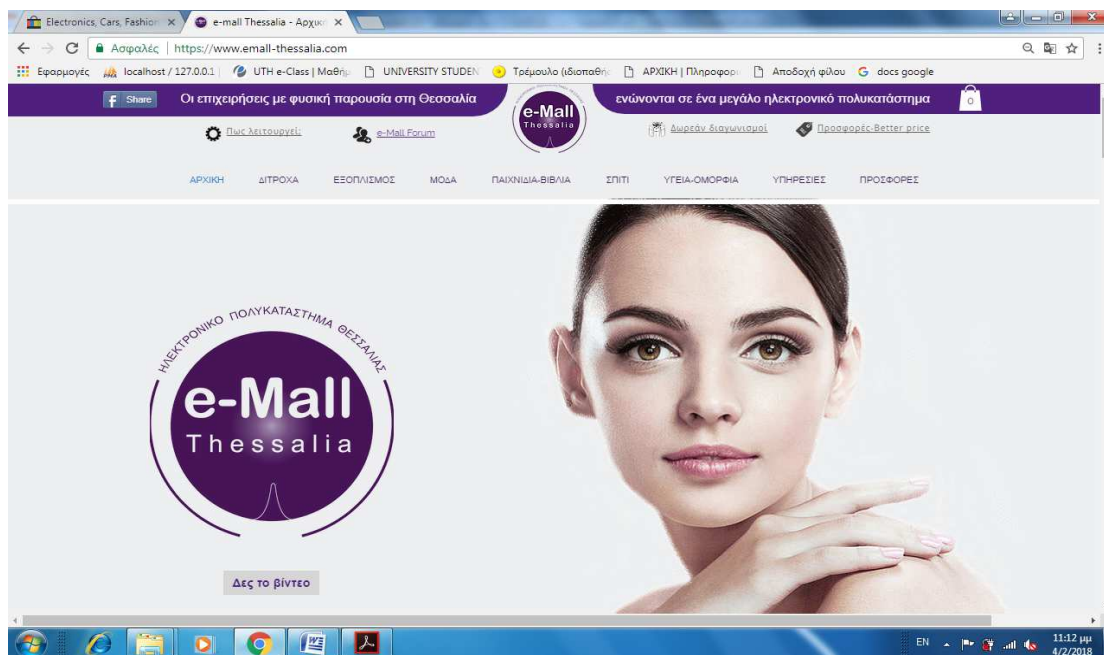 Electronics, Cars, Fashion
e-mall Thessalia - Αρχικ
Ασφαλές | https://www.emall-thessalia.com
Εφαρμογές localhost / 127.0.0.1 | UTH e-Class | Μαθήμ UNIVERSITY STUDEN Τρέμουλο (ιδιοπαθής ΑΡΧΙΚΗ | Πληροφορι Αποδοχή φίλου docs google
f Share Οι επιχειρήσεις με φυσική παρουσία στη Θεσσαλία e-Mall Thessalia ενώνονται σε ένα μεγάλο ηλεκτρονικό πολυκατάστημα 0
Πως λειτουργεί; e-Mall Forum Δωρεάν διαγωνισμοί Προσφορές-Better price
ΑΡΧΙΚΗ ΔΙΤΡΟΧΑ ΕΞΟΠΛΙΣΜΟΣ ΜΟΔΑ ΠΑΙΧΝΙΔΙΑ-ΒΙΒΛΙΑ ΣΠΙΤΙ ΥΓΕΙΑ-ΟΜΟΡΦΙΑ ΥΠΗΡΕΣΙΕΣ ΠΡΟΣΦΟΡΕΣ
ΗΛΕΚΤΡΟΝΙΚΟ ΠΟΛΥΚΑΤΑΣΤΗΜΑ ΘΕΣΣΑΛΙΑΣ
e-Mall
Thessalia
Δες το βίντεο
EN 11:12 μμ
4/2/2018